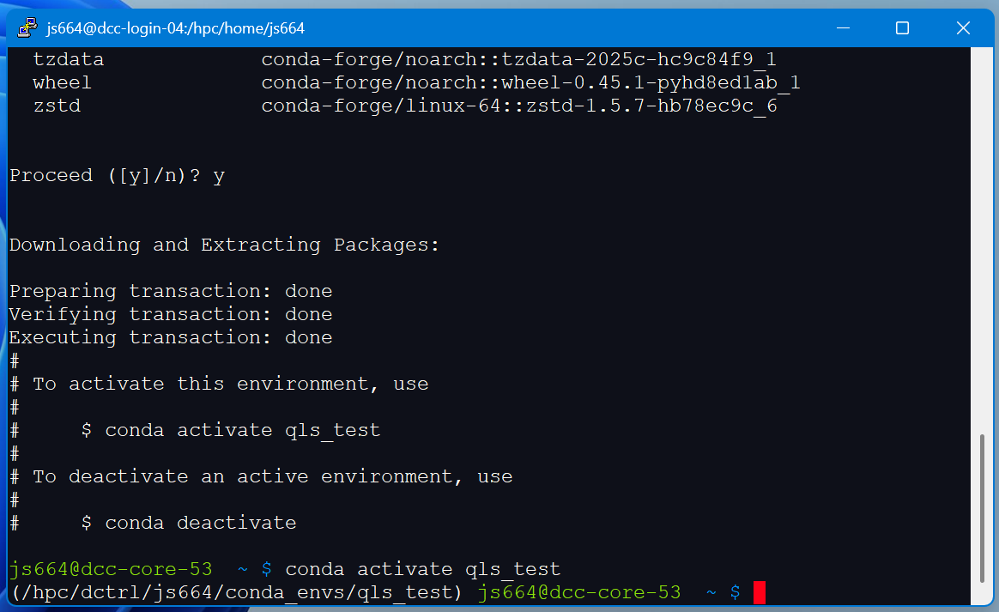 js664@dcc-login-04:/hpc/home/js664
tzdata conda-forge/noarch::tzdata-2025c-hc9c84f9_1
wheel conda-forge/noarch::wheel-0.45.1-pyhd8ed1ab_1
zstd conda-forge/linux-64::zstd-1.5.7-hb78ec9c_6
Proceed ([y]/n)? y
Downloading and Extracting Packages:
Preparing transaction: done
Verifying transaction: done
Executing transaction: done
#
# To activate this environment, use
#
#     $ conda activate qls_test
#
# To deactivate an active environment, use
#
#     $ conda deactivate
js664@dcc-core-53  ~ $ conda activate qls_test
(/hpc/dctrl/js664/conda_envs/qls_test) js664@dcc-core-53  ~ $